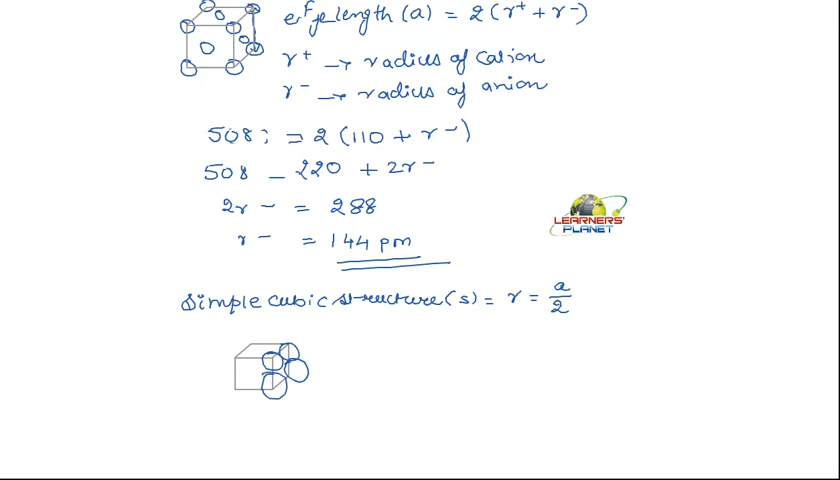 edge length (a) = 2 (r+ + r-)
r+ → radius of cation
r- → radius of anion
508 = 2 (110 + r-)
508 = 220 + 2r-
2r- = 288
r- = 144 pm
LEARNERS'
PLANET
Simple cubic structure (s) = r = a/2